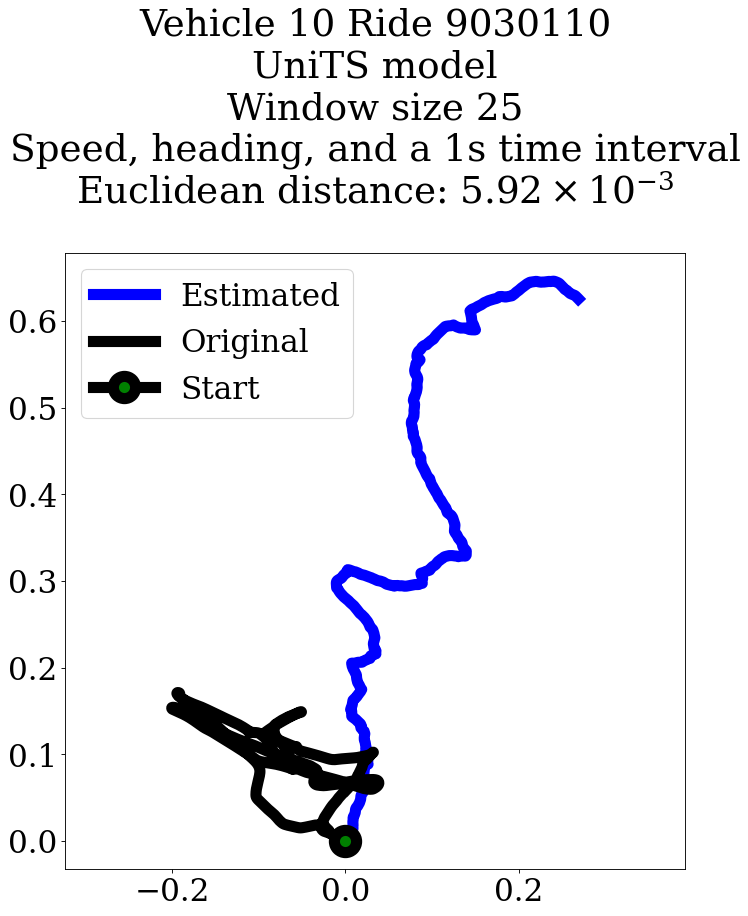 Vehicle 10 Ride 9030110
UniTS model
Window size 25
Speed, heading, and a 1s time interval
Euclidean distance: 5.92 × 10⁻³
Estimated
Original
Start
0.6
0.5
0.4
0.3
0.2
0.1
0.0
−0.2 0.0 0.2